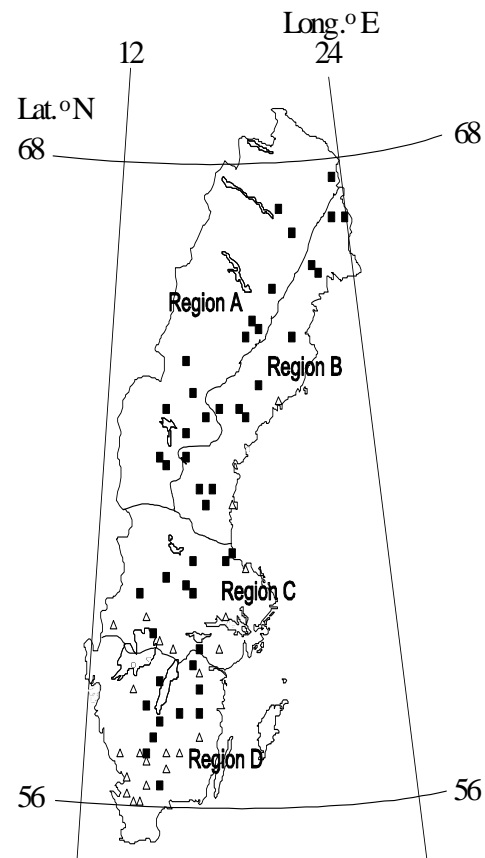 Long.° E
12
24
Lat.° N
68
68
Region A
Region B
Region C
Region D
56
56